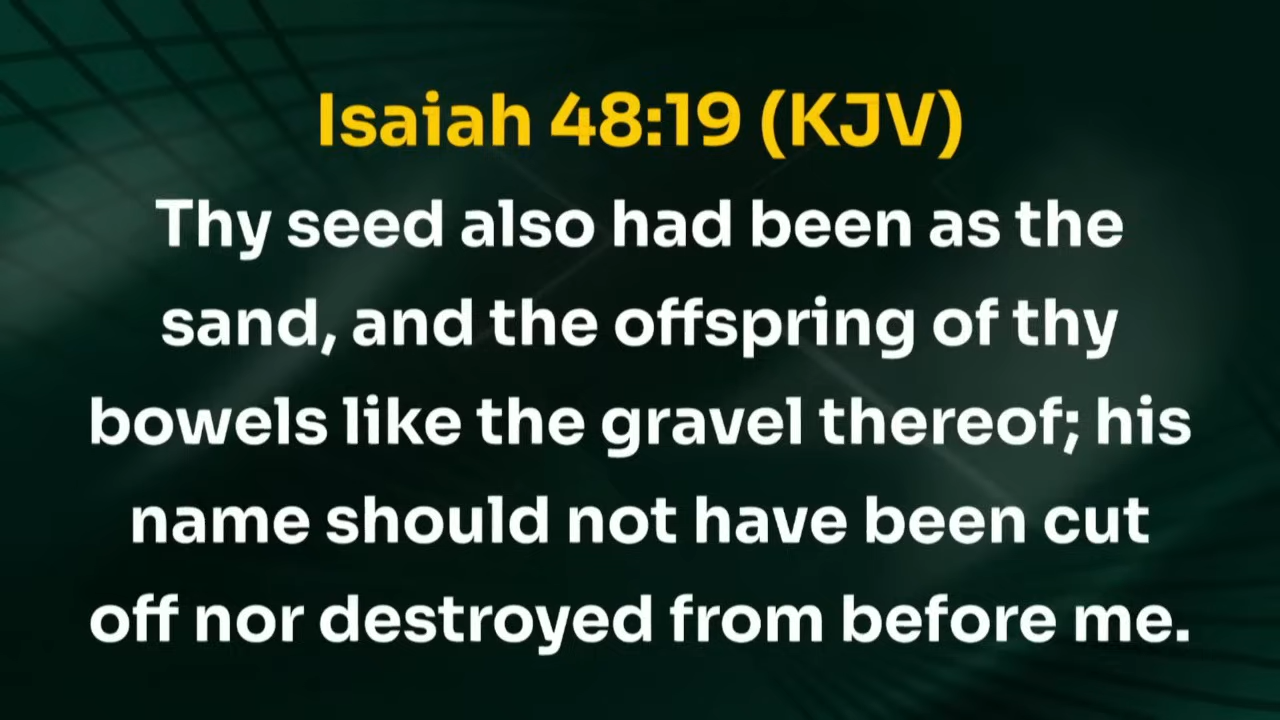 Isaiah 48:19 (KJV)
Thy seed also had been as the
sand, and the offspring of thy
bowels like the gravel thereof; his
name should not have been cut
off nor destroyed from before me.